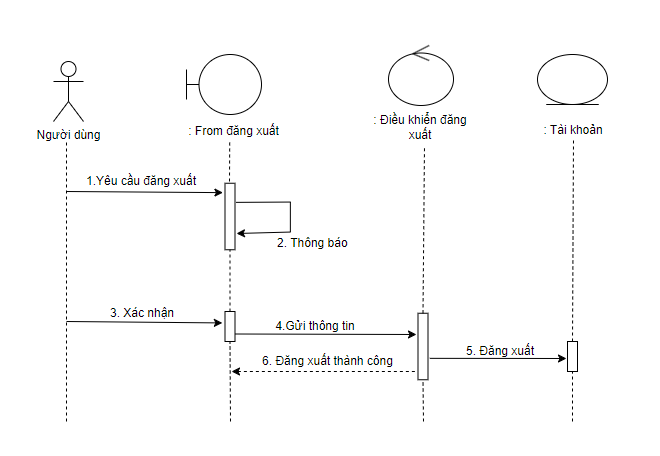 Người dùng
: From đăng xuất
: Điều khiển đăng
xuất
: Tài khoản
1.Yêu cầu đăng xuất
2. Thông báo
3. Xác nhận
4.Gửi thông tin
5. Đăng xuất
6. Đăng xuất thành công